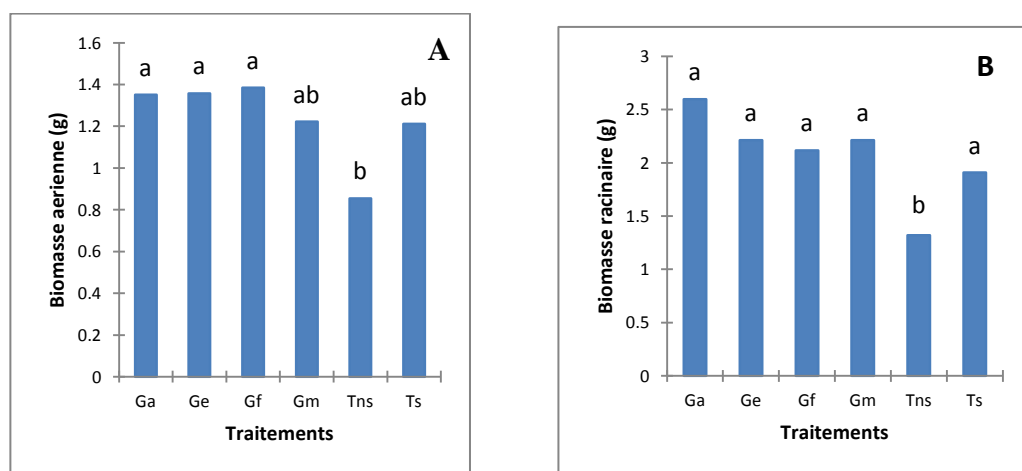 A
Biomasse aerienne (g)
1.6
1.4
1.2
1
0.8
0.6
0.4
0.2
0
a a a ab b ab
Ga Ge Gf Gm Tns Ts
Traitements
B
Biomasse racinaire (g)
3
2.5
2
1.5
1
0.5
0
a a a a b a
Ga Ge Gf Gm Tns Ts
Traitements